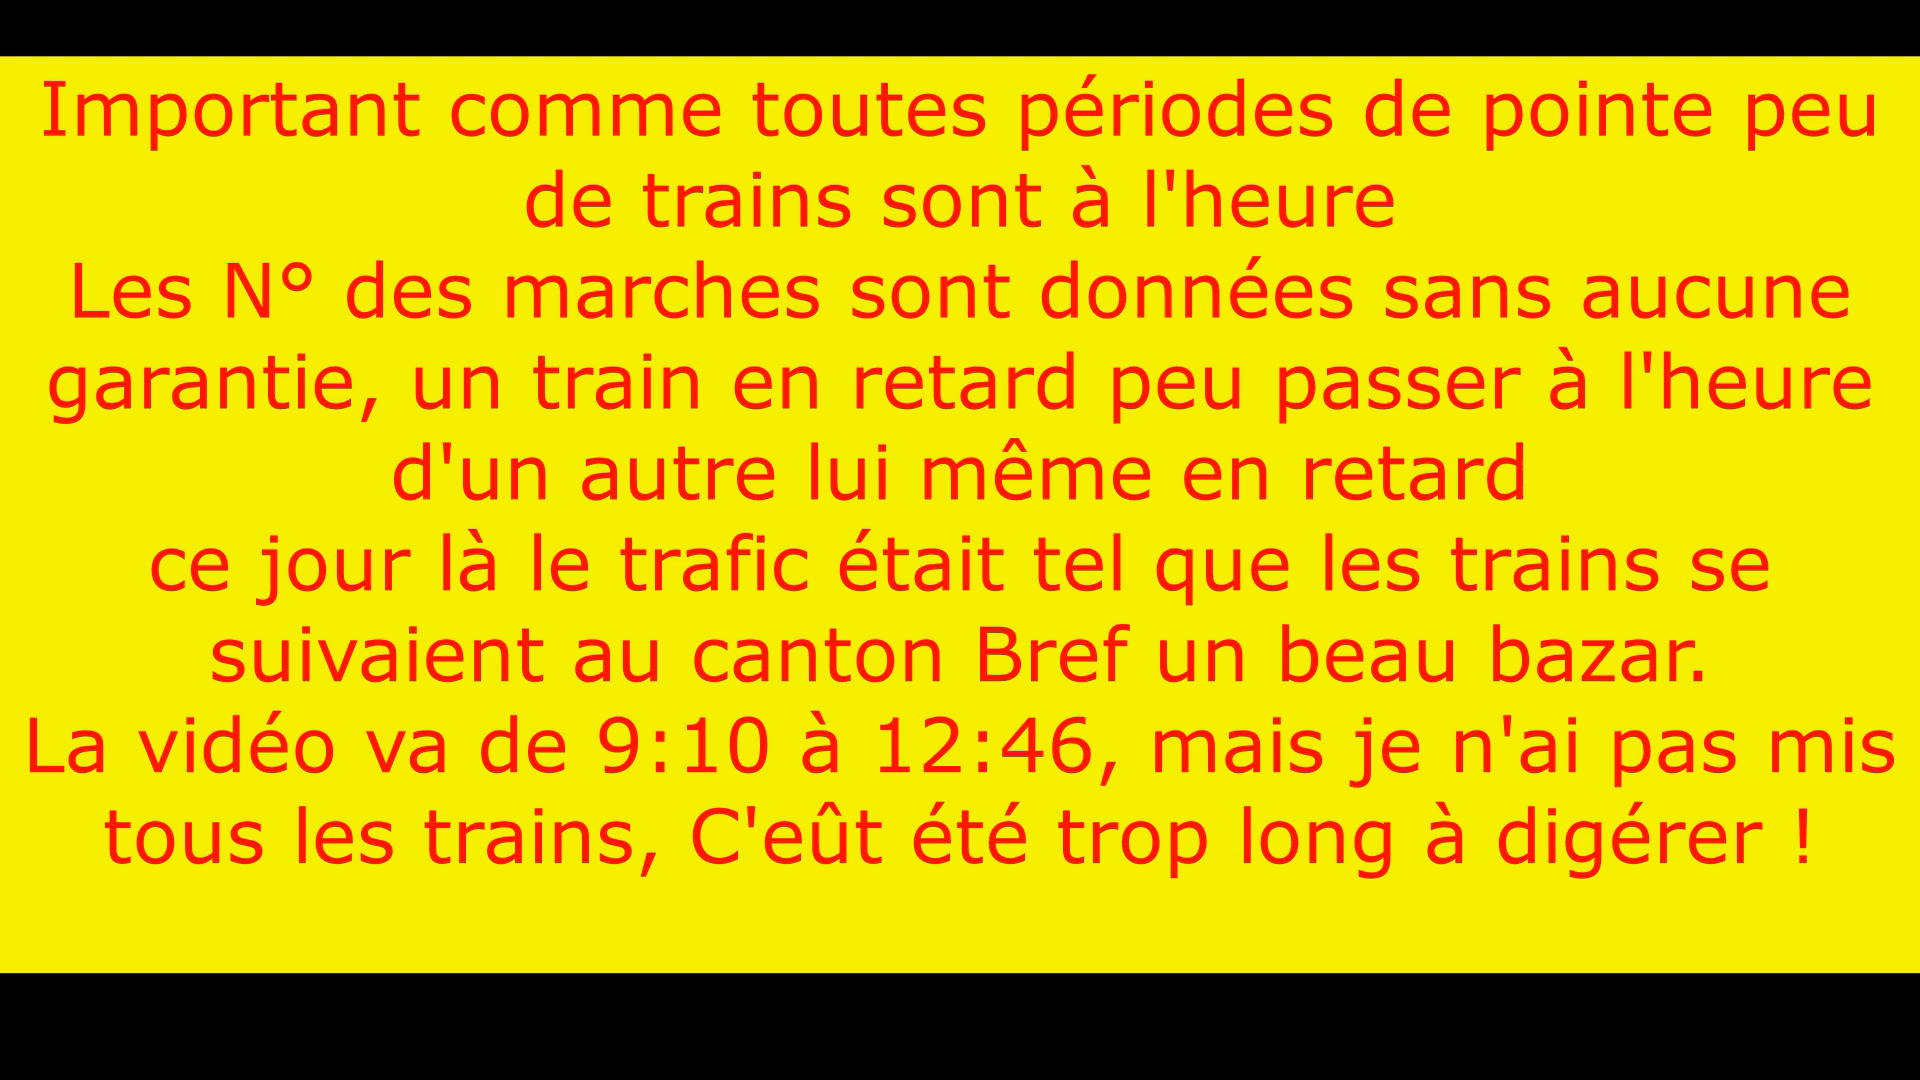 Important comme toutes périodes de pointe peu
de trains sont à l'heure
Les N° des marches sont données sans aucune
garantie, un train en retard peu passer à l'heure
d'un autre lui même en retard
ce jour là le trafic était tel que les trains se
suivaient au canton Bref un beau bazar.
La vidéo va de 9:10 à 12:46, mais je n'ai pas mis
tous les trains, C'eût été trop long à digérer !